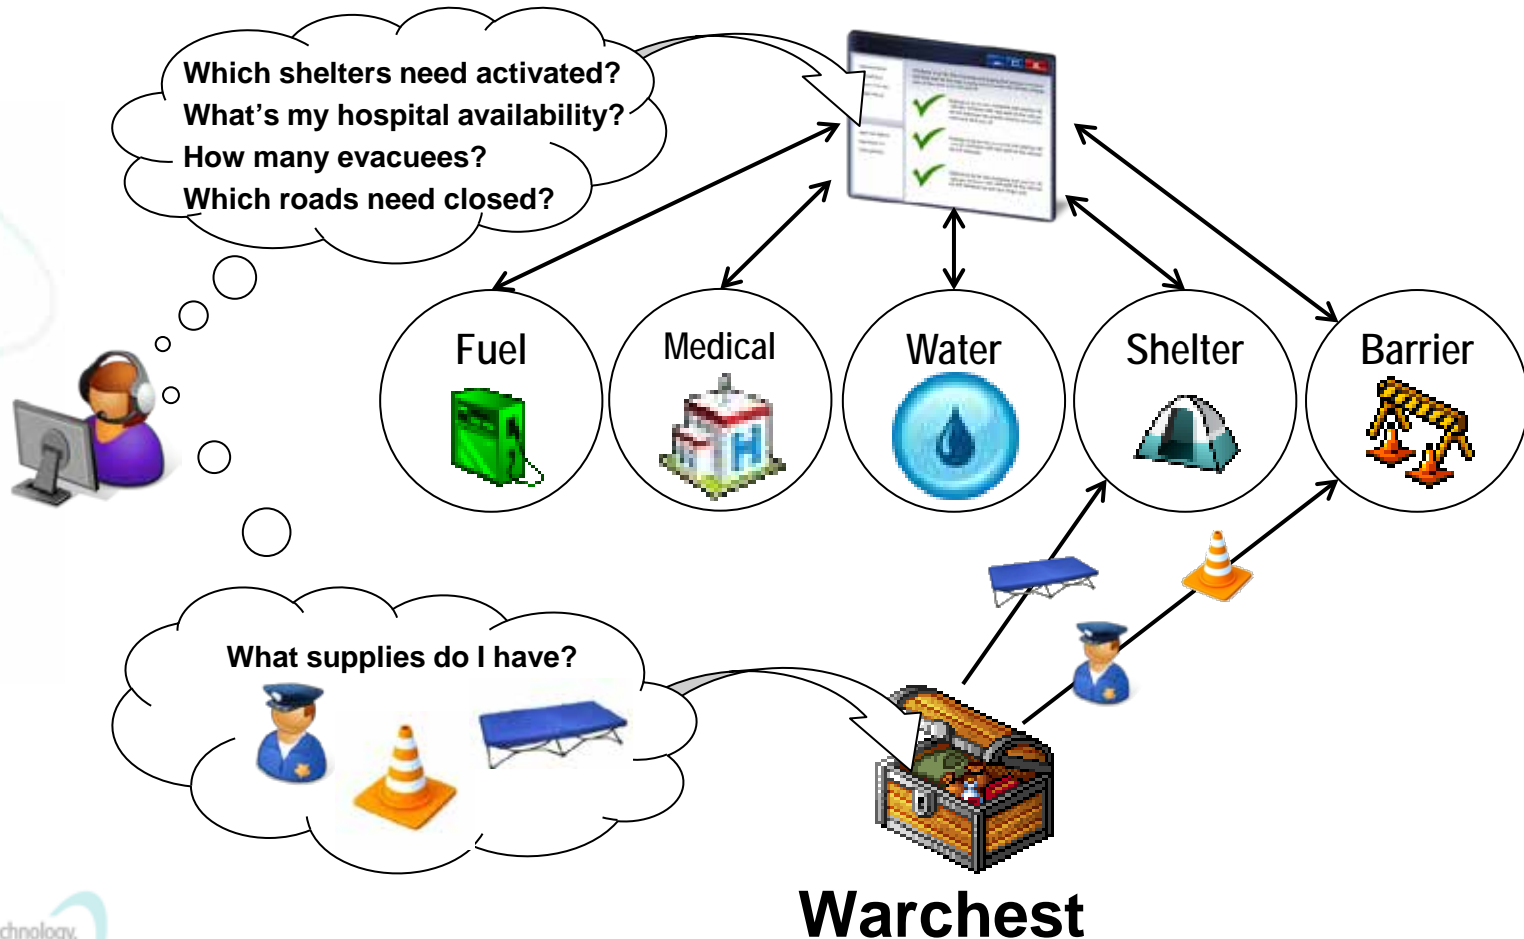 Which shelters need activated?
What's my hospital availability?
How many evacuees?
Which roads need closed?
Fuel
Medical
Water
Shelter
Barrier
H
What supplies do I have?
Warchest